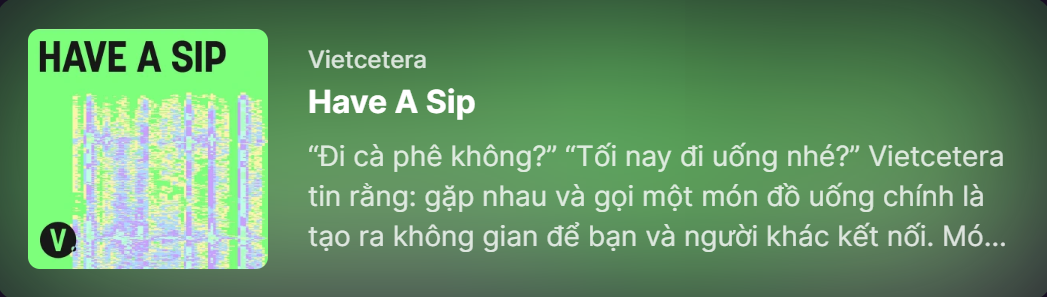 HAVE A SIP
V
Vietcetera
Have A Sip
“Đi cà phê không?” “Tối nay đi uống nhé?” Vietcetera
tin rằng: gặp nhau và gọi một món đồ uống chính là
tạo ra không gian để bạn và người khác kết nối. Mó...